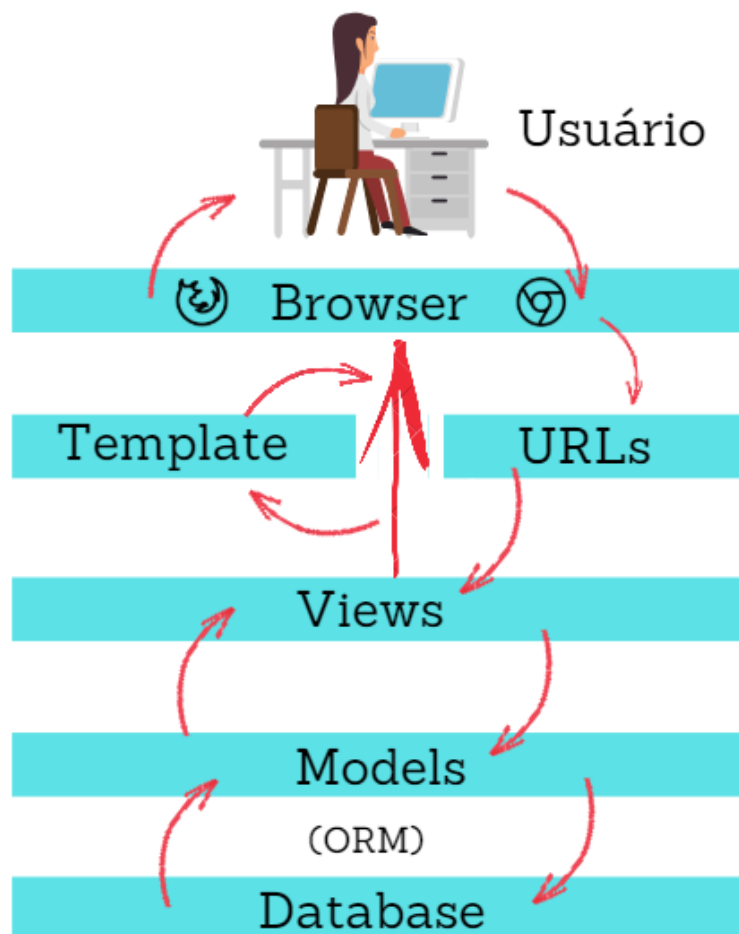 Usuário
Browser
Template
URLs
Views
Models
(ORM)
Database